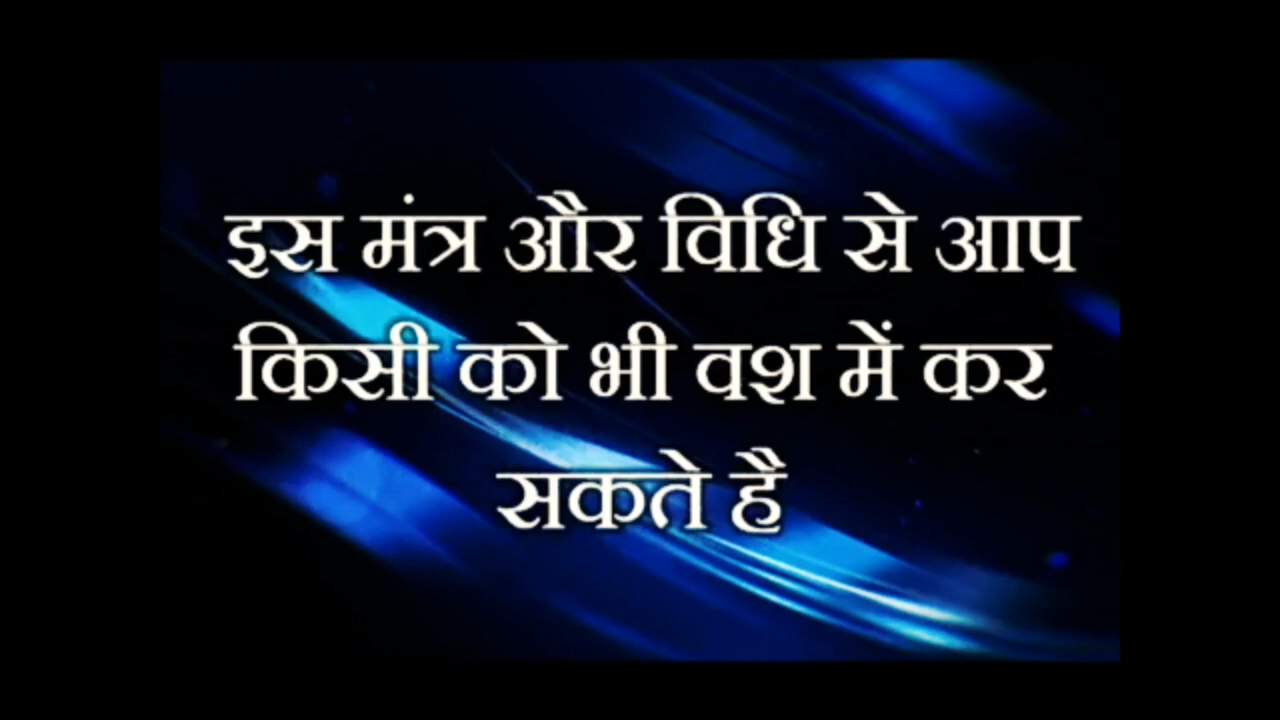 इस मंत्र और विधि से आप
किसी को भी वश में कर
सकते है